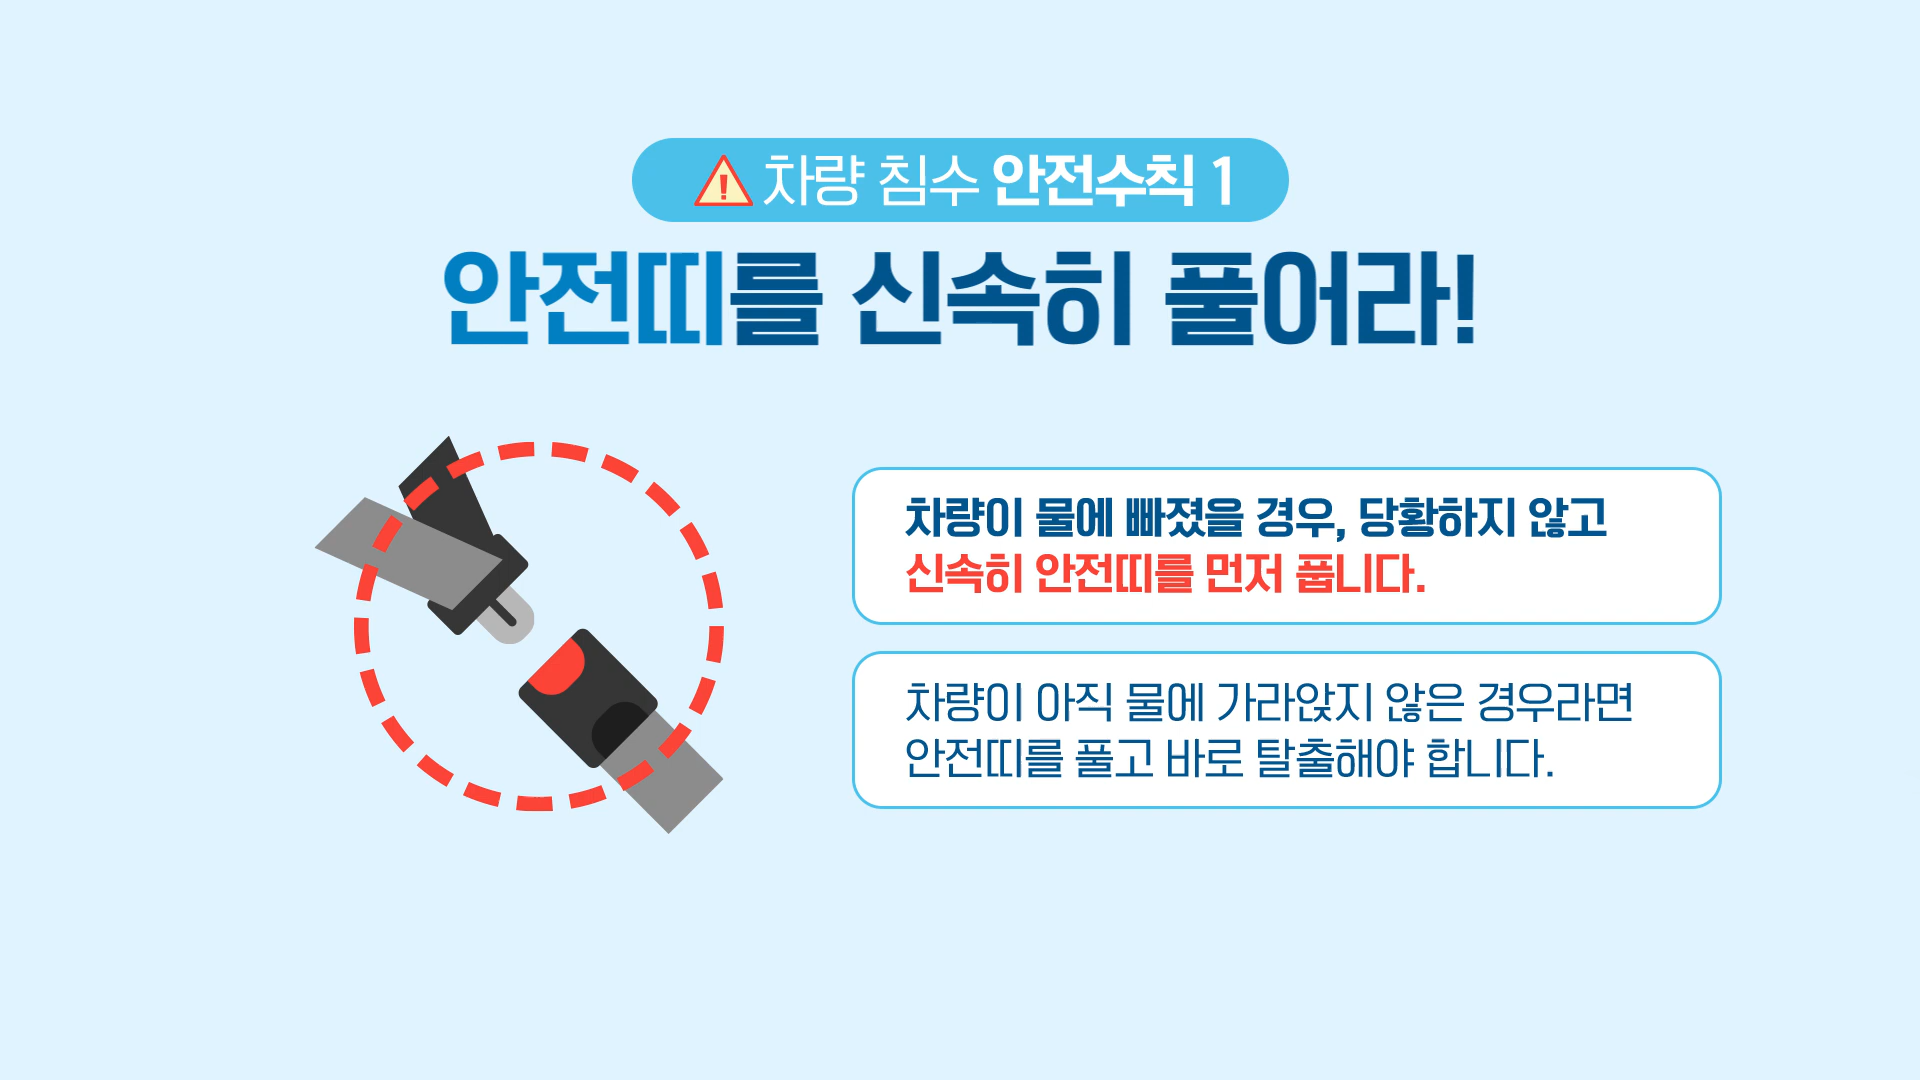 차량 침수 안전수칙 1
안전띠를 신속히 풀어라!
차량이 물에 빠졌을 경우, 당황하지 않고
신속히 안전띠를 먼저 풉니다.
차량이 아직 물에 가라앉지 않은 경우라면
안전띠를 풀고 바로 탈출해야 합니다.